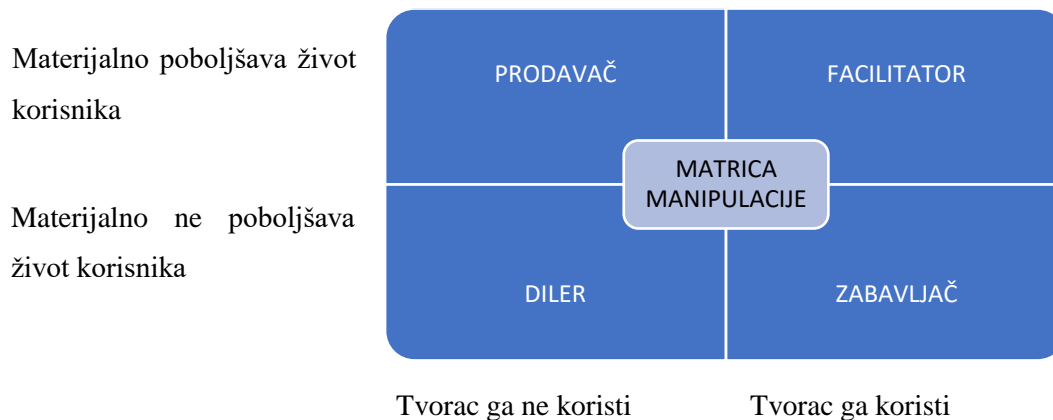 Materijalno poboljšava život
korisnika
PRODAVAČ
FACILITATOR
MATRICA
MANIPULACIJE
Materijalno ne poboljšava
život korisnika
DILER
ZABAVLJAČ
Tvorac ga ne koristi
Tvorac ga koristi